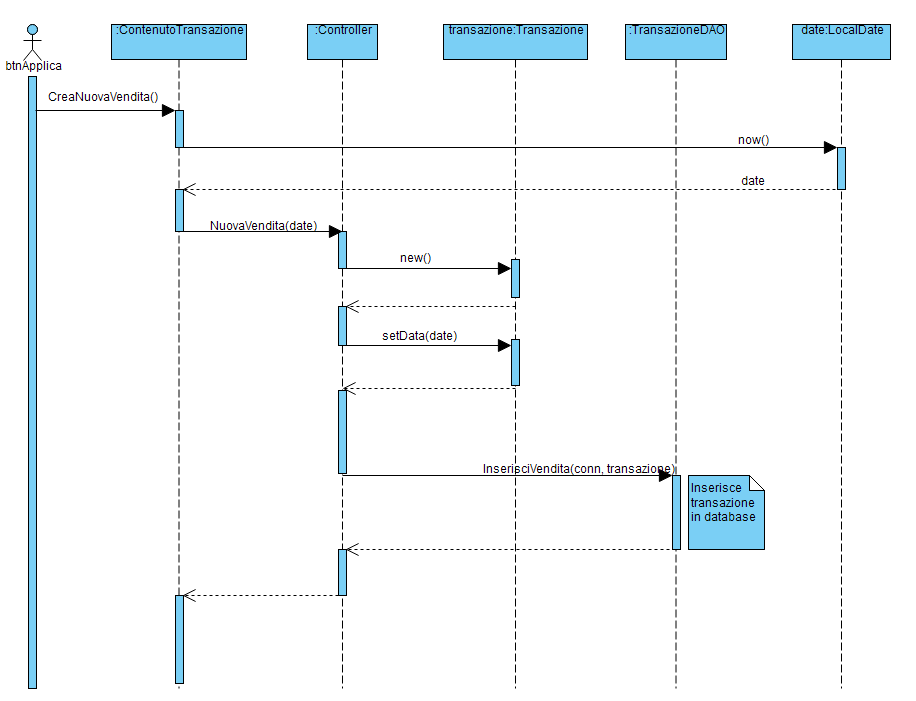 :ContenutoTransazione
:Controller
transazione:Transazione
:TransazioneDAO
date:LocalDate
btnApplica
CreaNuovaVendita()
now()
date
NuovaVendita(date)
new()
setData(date)
InserisciVendita(conn, transazione)
Inserisce
transazione
in database